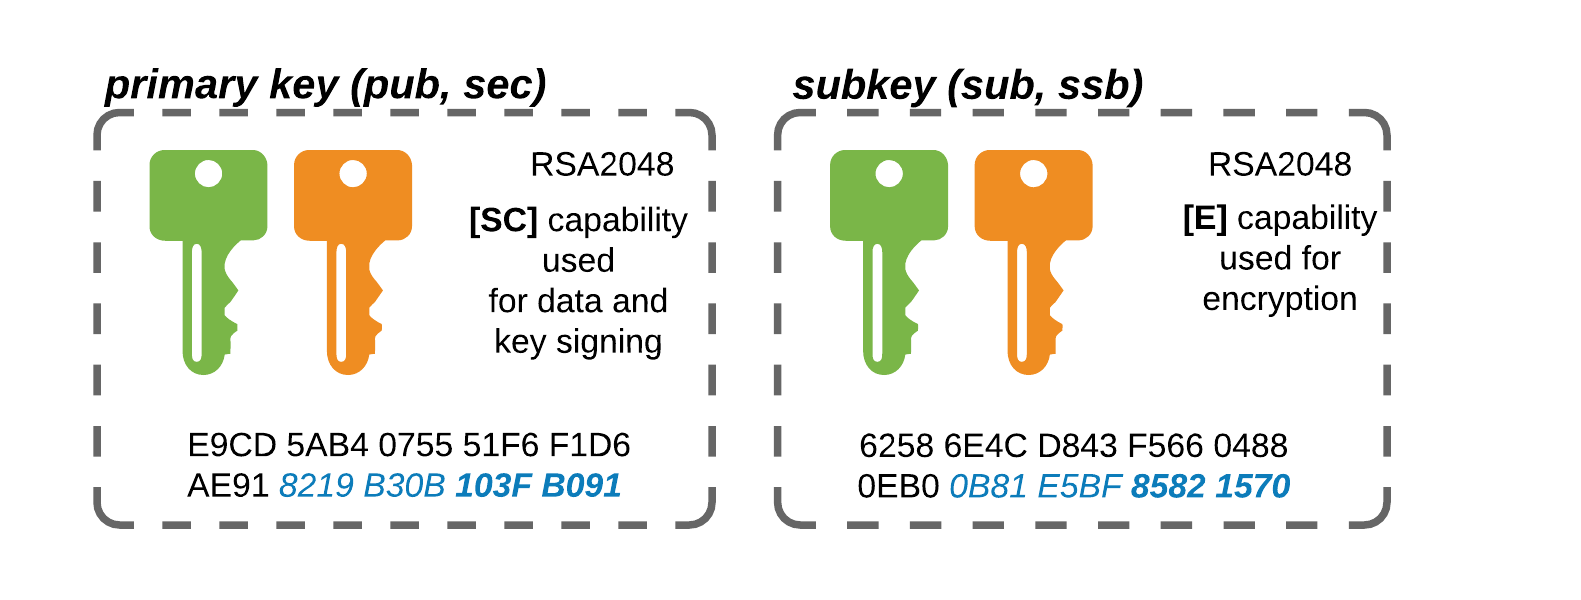 primary key (pub, sec)
RSA2048
[SC] capability
used
for data and
key signing
E9CD 5AB4 0755 51F6 F1D6
AE91 8219 B30B 103F B091
subkey (sub, ssb)
RSA2048
[E] capability
used for
encryption
6258 6E4C D843 F566 0488
0EB0 0B81 E5BF 8582 1570